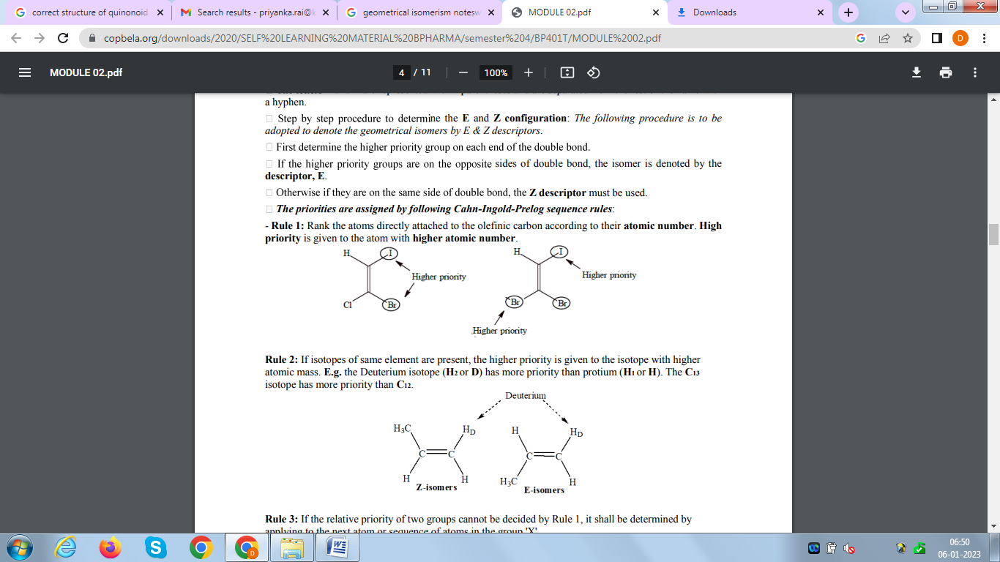 correct structure of quinonoid
Search results - priyanka.rai@k
geometrical isomerism notesw
MODULE 02.pdf
Downloads
copbela.org/downloads/2020/SELF%20LEARNING%20MATERIAL%20BPHARMA/semester%204/BP401T/MODULE%2002.pdf
D
MODULE 02.pdf
4 / 11
100%
a hyphen.
Step by step procedure to determine the E and Z configuration: The following procedure is to be
adopted to denote the geometrical isomers by E & Z descriptors.
First determine the higher priority group on each end of the double bond.
If the higher priority groups are on the opposite sides of double bond, the isomer is denoted by the
descriptor, E.
Otherwise if they are on the same side of double bond, the Z descriptor must be used.
The priorities are assigned by following Cahn-Ingold-Prelog sequence rules:
- Rule 1: Rank the atoms directly attached to the olefinic carbon according to their atomic number. High
priority is given to the atom with higher atomic number.
H I H I
Higher priority Higher priority
Cl Br Br Br
Higher priority
Rule 2: If isotopes of same element are present, the higher priority is given to the isotope with higher
atomic mass. E.g. the Deuterium isotope (H2 or D) has more priority than protium (H1 or H). The C13
isotope has more priority than C12.
Deuterium
H3C HD H HD
C C C C
H H H3C H
Z-isomers E-isomers
Rule 3: If the relative priority of two groups cannot be decided by Rule 1, it shall be determined by
applying to the next atom or sequence of atoms in the group 'X'
D
06:50
06-01-2023